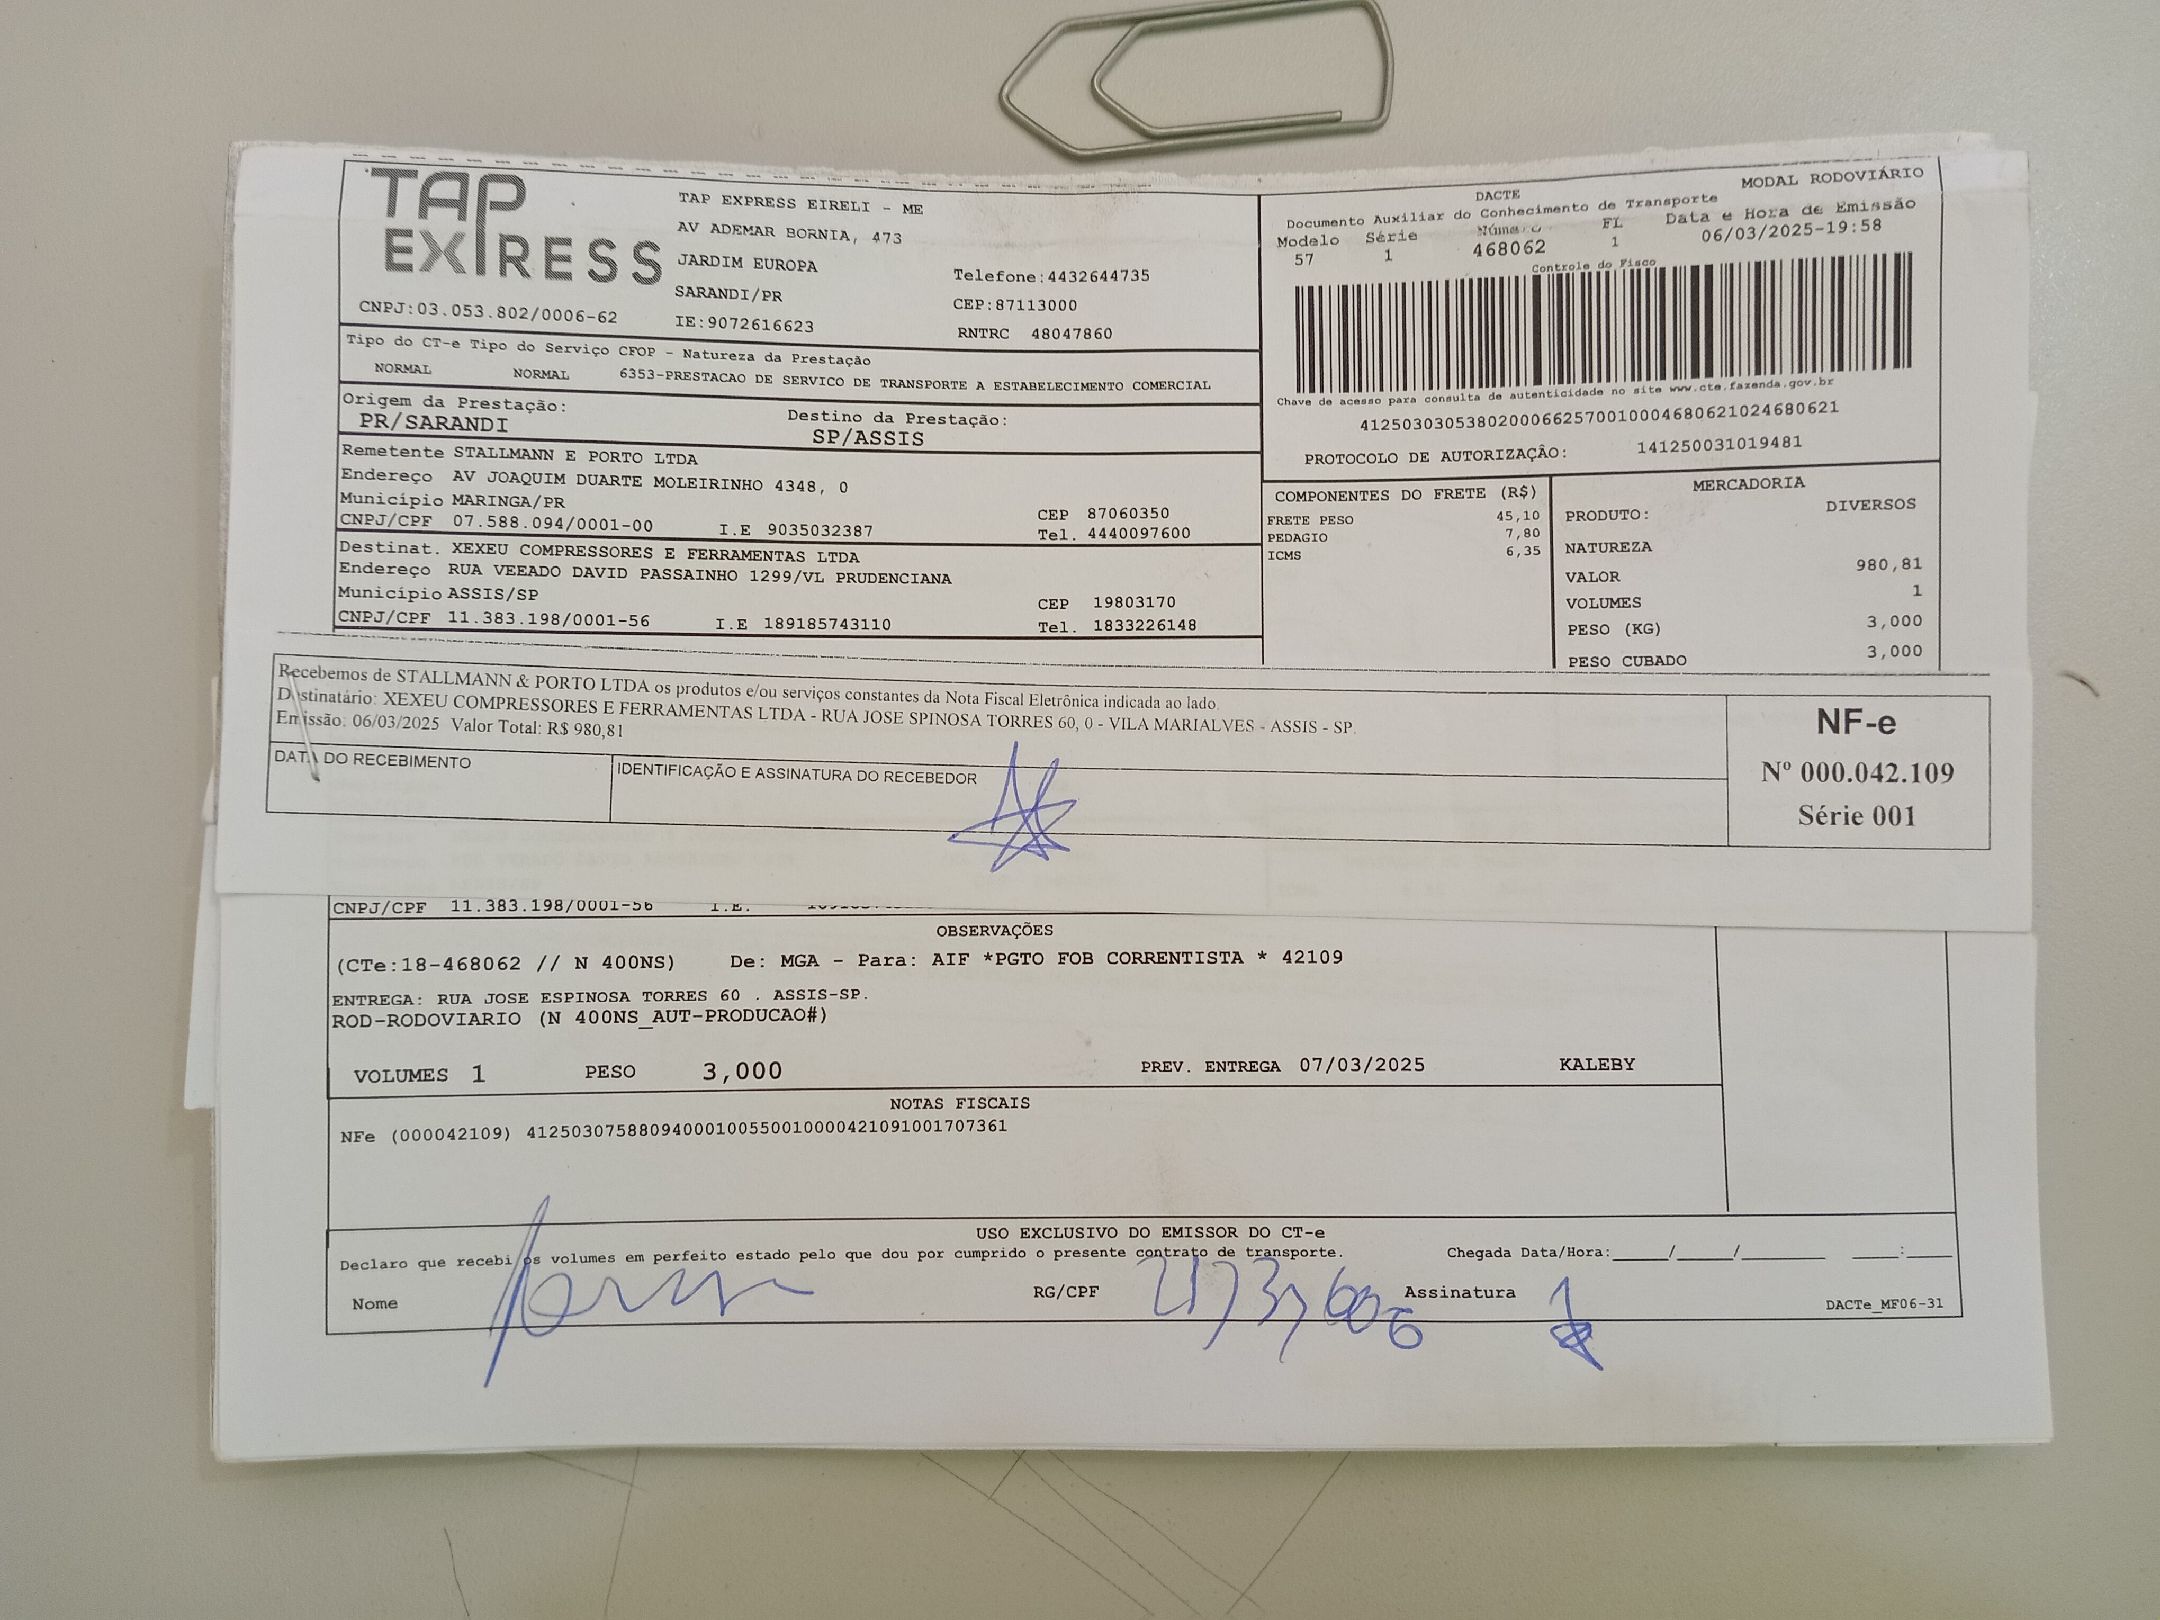 TAP EXPRESS
TAP EXPRESS EIRELI - ME
AV ADEMAR BORNIA, 473
JARDIM EUROPA
SARANDI/PR
IE:9072616623
Telefone:4432644735
CEP:87113000
RNTRC 48047860
CNPJ:03.053.802/0006-62
DACTE
MODAL RODOVIÁRIO
Documento Auxiliar do Conhecimento de Transporte
Modelo Série Número FL Data e Hora de Emissão
57 1 468062 1 06/03/2025-19:58
Controle do Fisco
Chave de acesso para consulta de autenticidade no site www.cte.fazenda.gov.br
41250303053802000662570010004680621024680621
PROTOCOLO DE AUTORIZAÇÂO: 141250031019481
Tipo do CT-e Tipo do Serviço CFOP - Natureza da Prestação
NORMAL NORMAL 6353-PRESTACAO DE SERVICO DE TRANSPORTE A ESTABELECIMENTO COMERCIAL
Origem da Prestação: Destino da Prestação:
PR/SARANDI SP/ASSIS
Remetente STALLMANN E PORTO LTDA
Endereço AV JOAQUIM DUARTE MOLEIRINHO 4348, 0
Município MARINGA/PR CEP 87060350
CNPJ/CPF 07.588.094/0001-00 I.E 9035032387 Tel. 4440097600
Destinat. XEXEU COMPRESSORES E FERRAMENTAS LTDA
Endereço RUA VEEADO DAVID PASSAINHO 1299/VL PRUDENCIANA
Município ASSIS/SP CEP 19803170
CNPJ/CPF 11.383.198/0001-56 I.E 189185743110 Tel. 1833226148
COMPONENTES DO FRETE (R$)
FRETE PESO 45,10
PEDAGIO 7,80
ICMS 6,35
MERCADORIA
PRODUTO: DIVERSOS
NATUREZA
VALOR 980,81
VOLUMES 1
PESO (KG) 3,000
PESO CUBADO 3,000
Recebemos de STALLMANN & PORTO LTDA os produtos e/ou serviços constantes da Nota Fiscal Eletrônica indicada ao lado.
Destinatário: XEXEU COMPRESSORES E FERRAMENTAS LTDA - RUA JOSE SPINOSA TORRES 60, 0 - VILA MARIALVES - ASSIS - SP.
Emissão: 06/03/2025 Valor Total: R$ 980,81
DATA DO RECEBIMENTO
IDENTIFICAÇÃO E ASSINATURA DO RECEBEDOR
NF-e
Nº 000.042.109
Série 001
CNPJ/CPF 11.383.198/0001-56 I.E.
OBSERVAÇÕES
(CTe:18-468062 // N 400NS) De: MGA - Para: AIF *PGTO FOB CORRENTISTA * 42109
ENTREGA: RUA JOSE ESPINOSA TORRES 60 . ASSIS-SP.
ROD-RODOVIARIO (N 400NS_AUT-PRODUCAO#)
VOLUMES 1 PESO 3,000 PREV. ENTREGA 07/03/2025 KALEBY
NOTAS FISCAIS
NFe (000042109) 41250307588094000100550010000421091001707361
USO EXCLUSIVO DO EMISSOR DO CT-e
Declaro que recebi os volumes em perfeito estado pelo que dou por cumprido o presente contrato de transporte. Chegada Data/Hora:_____/_____/________ ____:____
Nome RG/CPF Assinatura
DACTe_MF06-31